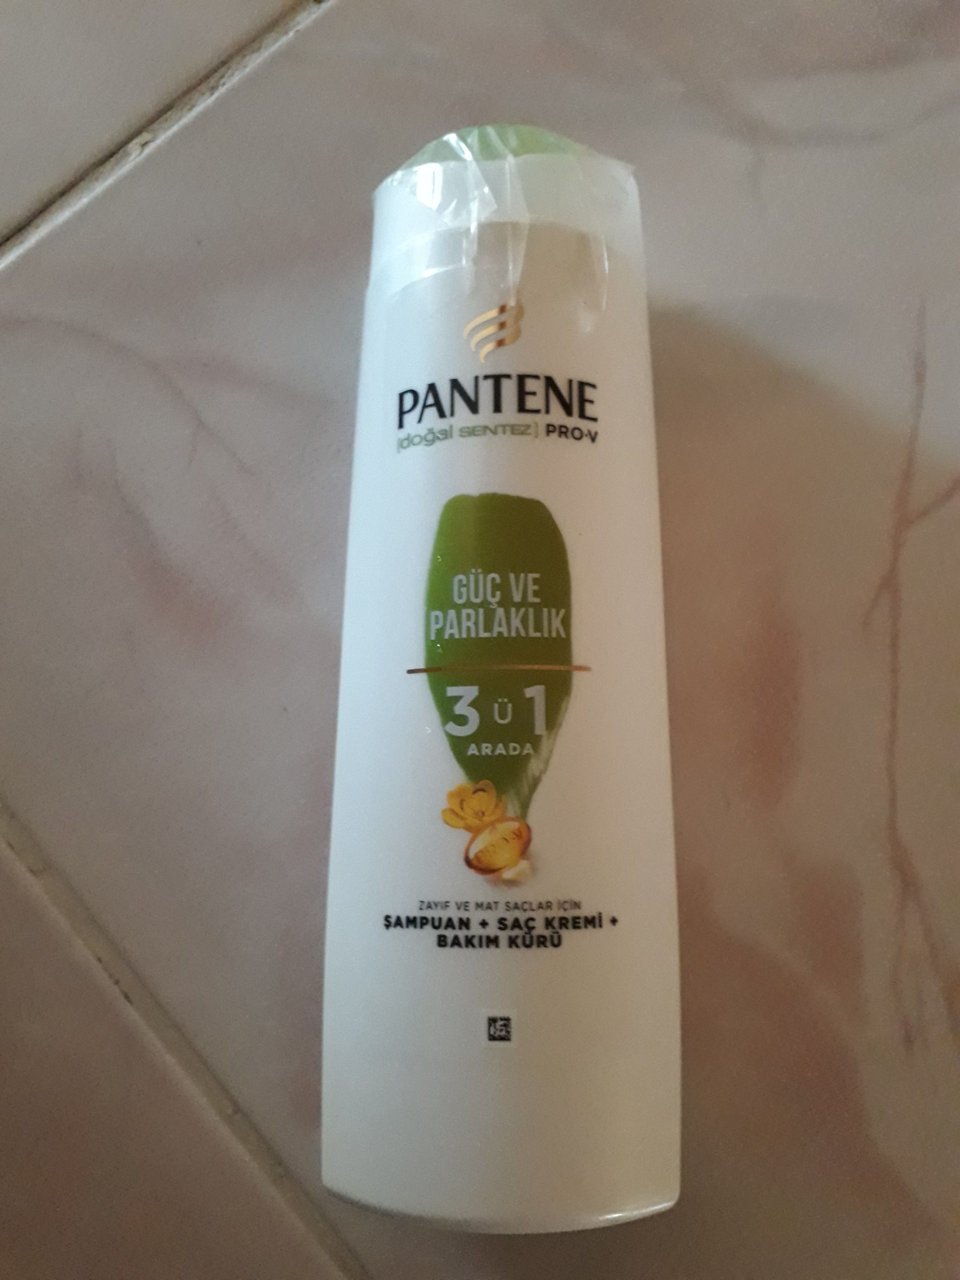 PANTENE
[doğal SENTEZ] PRO-V
GÜÇ VE
PARLAKLIK
3 Ü 1
ARADA
ZAYIF VE MAT SAÇLAR İÇİN
ŞAMPUAN + SAÇ KREMİ +
BAKIM KÜRÜ